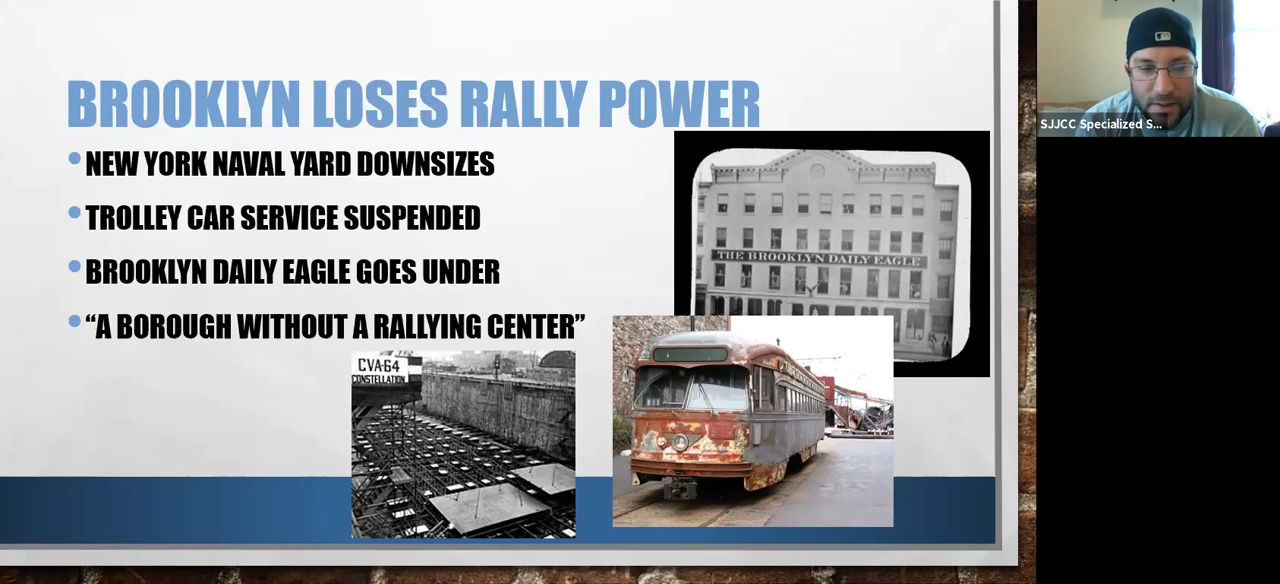 BROOKLYN LOSES RALLY POWER
NEW YORK NAVAL YARD DOWNSIZES
TROLLEY CAR SERVICE SUSPENDED
BROOKLYN DAILY EAGLE GOES UNDER
“A BOROUGH WITHOUT A RALLYING CENTER”
THE BROOKLYN DAILY EAGLE
CVA-64
CONSTELLATION
SJJCC Specialized S...